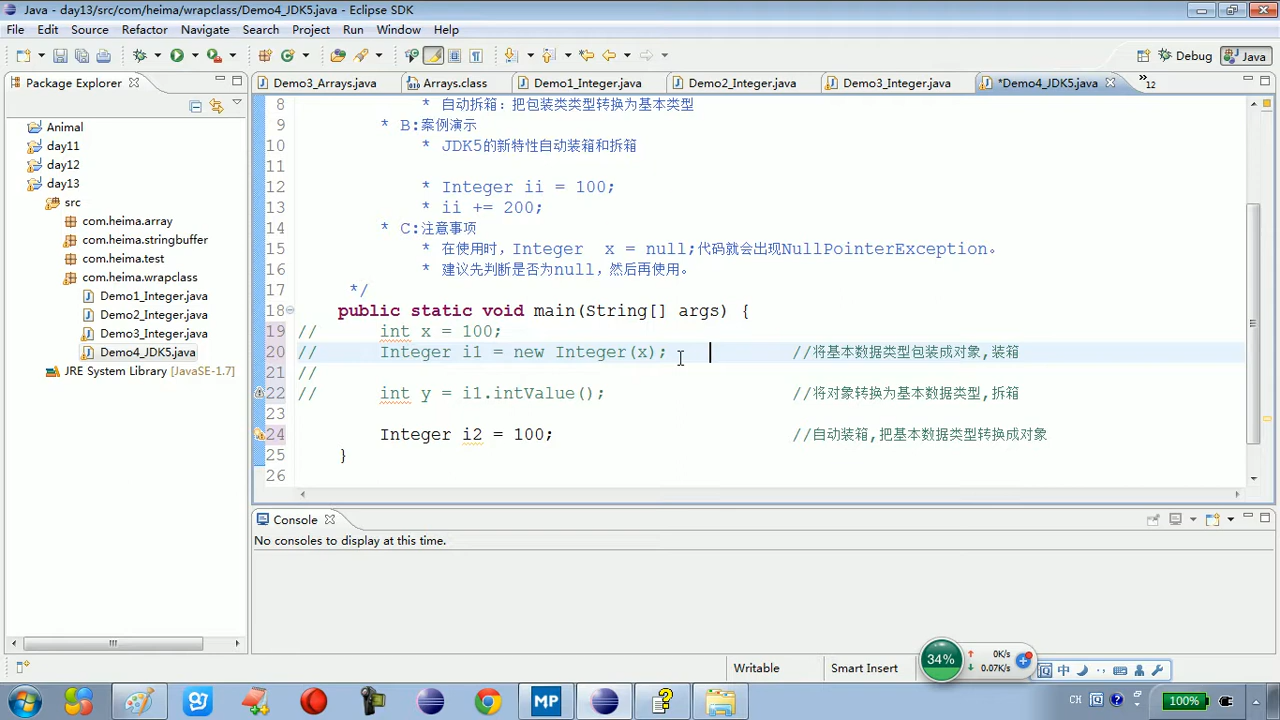 Java - day13/src/com/heima/wrapclass/Demo4_JDK5.java - Eclipse SDK
File Edit Source Refactor Navigate Search Project Run Window Help
Debug Java
Package Explorer
Demo3_Arrays.java Arrays.class Demo1_Integer.java Demo2_Integer.java Demo3_Integer.java *Demo4_JDK5.java 12
Animal
day11
day12
day13
src
com.heima.array
com.heima.stringbuffer
com.heima.test
com.heima.wrapclass
Demo1_Integer.java
Demo2_Integer.java
Demo3_Integer.java
Demo4_JDK5.java
JRE System Library [JavaSE-1.7]
8 * 自动拆箱：把包装类类型转换为基本类型
9 * B:案例演示
10 * JDK5的新特性自动装箱和拆箱
11
12 * Integer ii = 100;
13 * ii += 200;
14 * C:注意事项
15 * 在使用时，Integer x = null;代码就会出现NullPointerException。
16 * 建议先判断是否为null，然后再使用。
17 */
18 public static void main(String[] args) {
19 // int x = 100;
20 // Integer i1 = new Integer(x); //将基本数据类型包装成对象,装箱
21 //
22 // int y = i1.intValue(); //将对象转换为基本数据类型,拆箱
23
24 Integer i2 = 100; //自动装箱,把基本数据类型转换成对象
25 }
26
Console
No consoles to display at this time.
Writable Smart Insert
34% 0K/s
0.07K/s
中
MP
CH
100%